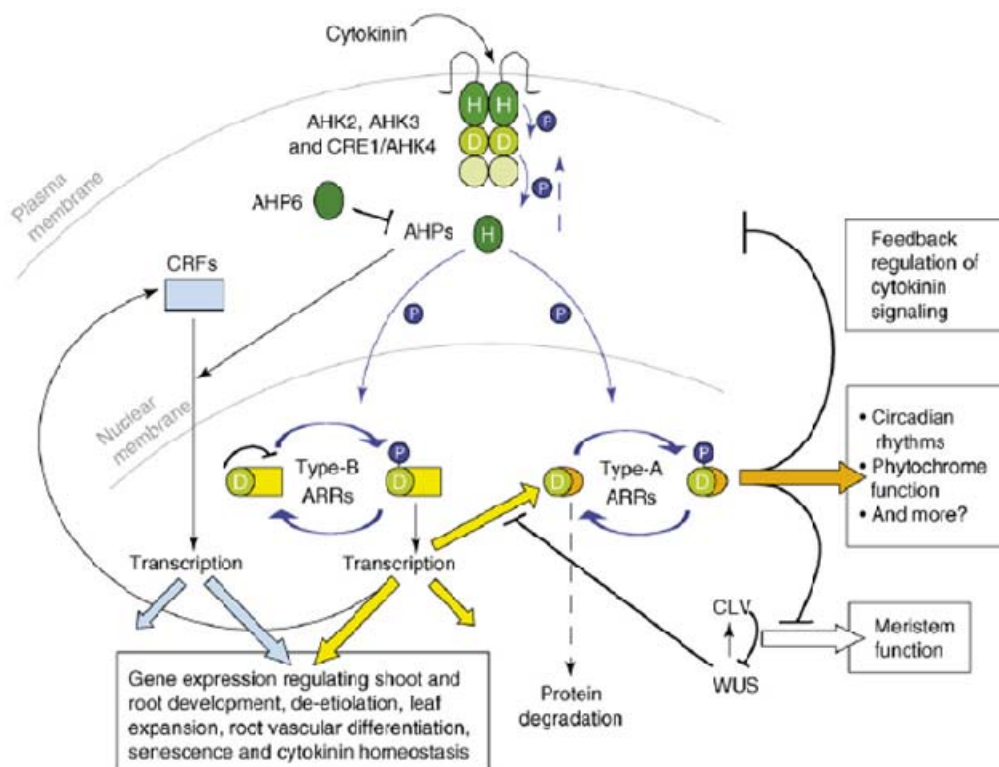 Cytokinin
H H
P
AHK2, AHK3
and CRE1/AHK4
D D
P
Plasma
membrane
AHP6
AHPs
H
CRFs
P
P
Feedback
regulation of
cytokinin
signaling
Nuclear
membrane
P
P
D
Type-B
ARRs
D
D
Type-A
ARRs
D
• Circadian
rhythms
• Phytochrome
function
• And more?
Transcription
Transcription
CLV
WUS
Meristem
function
Gene expression regulating shoot and
root development, de-etiolation, leaf
expansion, root vascular differentiation,
senescence and cytokinin homeostasis
Protein
degradation